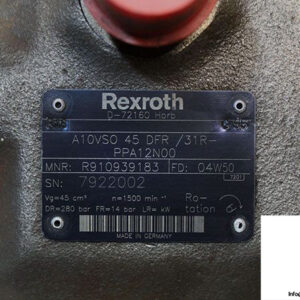 Rexroth
D-72160 Horb
A10VSO 45 DFR /31R-
PPA12N00
MNR: R910939183 FD: 04W50
SN: 7922002 7201
Vg=45 cm³ n=1500 min⁻¹ Ro-
DR=280 bar FR=14 bar LR= kW tation
MADE IN GERMANY